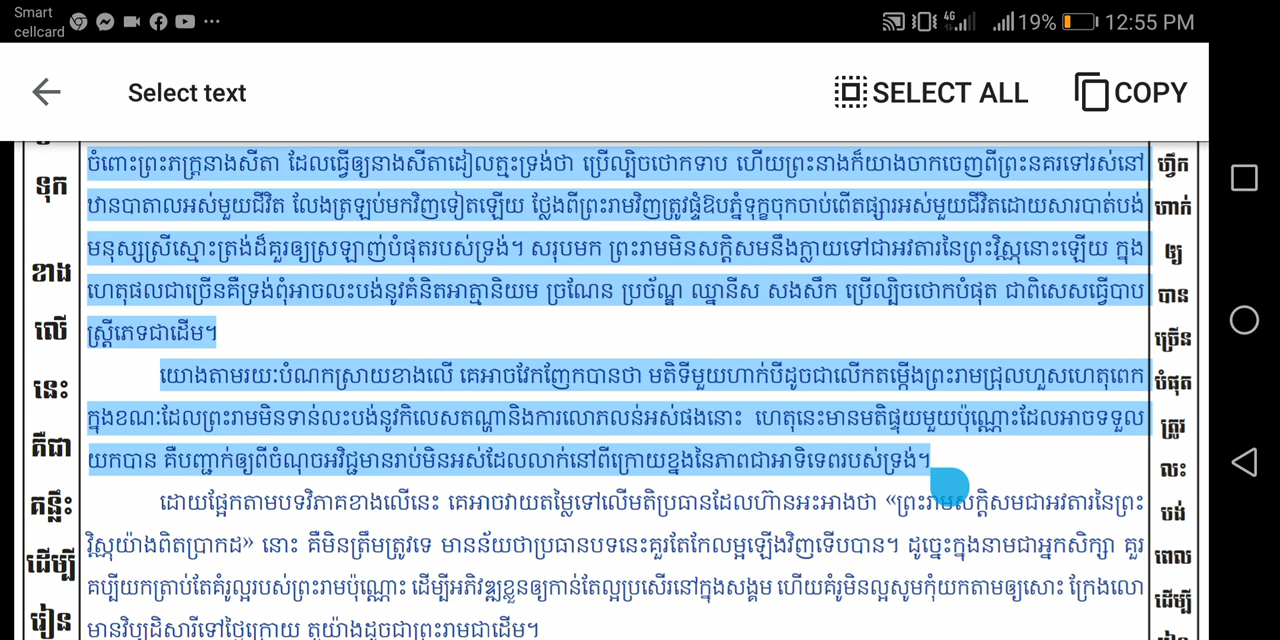 Smart
cellcard
4G 19% 12:55 PM
Select text
SELECT ALL
COPY
ទុក
ខាង
លើ
នេះ
គឺជា
គន្លឹះ
ដើម្បី
រៀន
ចំពោះព្រះភក្ត្រនាងសីតា ដែលធ្វើឲ្យនាងសីតាដៀលត្មះទ្រង់ថា ប្រើល្បិចថោកទាប ហើយព្រះនាងក៏យាងចាកចេញពីព្រះនគរទៅរស់នៅ
ឋានបាតាលអស់មួយជីវិត លែងត្រឡប់មកវិញទៀតឡើយ ថ្លែងពីព្រះរាមវិញត្រូវផ្ទំឱបភ្នំទុក្ខចុកចាប់ពើតផ្សារអស់មួយជីវិតដោយសារបាត់បង់
មនុស្សស្រីស្មោះត្រង់ដ៏គួរឲ្យស្រឡាញ់បំផុតរបស់ទ្រង់។ សរុបមក ព្រះរាមមិនសក្តិសមនឹងក្លាយទៅជាអវតារនៃព្រះវិស្ណុនោះឡើយ ក្នុង
ហេតុផលជាច្រើនគឺទ្រង់ពុំអាចលះបង់នូវគំនិតអាត្មានិយម ច្រណែន ប្រច័ណ្ឌ ឈ្នានីស សងសឹក ប្រើល្បិចថោកបំផុត ជាពិសេសធ្វើបាប
ស្ត្រីភេទជាដើម។
យោងតាមរយៈបំណកស្រាយខាងលើ គេអាចវែកញែកបានថា មតិទីមួយហាក់បីដូចជាលើកតម្កើងព្រះរាមជ្រុលហួសហេតុពេក
ក្នុងខណៈដែលព្រះរាមមិនទាន់លះបង់នូវកិលេសតណ្ហានិងការលោភលន់អស់ផងនោះ ហេតុនេះមានមតិផ្ទុយមួយប៉ុណ្ណោះដែលអាចទទួល
យកបាន គឺបញ្ជាក់ឲ្យពីចំណុចអវិជ្ជមានរាប់មិនអស់ដែលលាក់នៅពីក្រោយខ្នងនៃភាពជាអាទិទេពរបស់ទ្រង់។
ដោយផ្អែកតាមបទវិភាគខាងលើនេះ គេអាចវាយតម្លៃទៅលើមតិប្រធានដែលហ៊ានអះអាងថា «ព្រះរាមសក្តិសមជាអវតារនៃព្រះ
វិស្ណុយ៉ាងពិតប្រាកដ» នោះ គឺមិនត្រឹមត្រូវទេ មានន័យថាប្រធានបទនេះគួរតែកែលម្អឡើងវិញទើបបាន។ ដូច្នេះក្នុងនាមជាអ្នកសិក្សា គួរ
គប្បីយកត្រាប់តែគំរូល្អរបស់ព្រះរាមប៉ុណ្ណោះ ដើម្បីអភិវឌ្ឍខ្លួនឲ្យកាន់តែល្អប្រសើរនៅក្នុងសង្គម ហើយគំរូមិនល្អសូមកុំយកតាមឲ្យសោះ ក្រែងលោ
មានវិប្បដិសារីទៅថ្ងៃក្រោយ តួយ៉ាងដូចជាព្រះរាមជាដើម។
ហ្វឹក
ហាត់
ឲ្យ
បាន
ច្រើន
បំផុត
ត្រូវ
លះ
បង់
ពេល
ដើម្បី